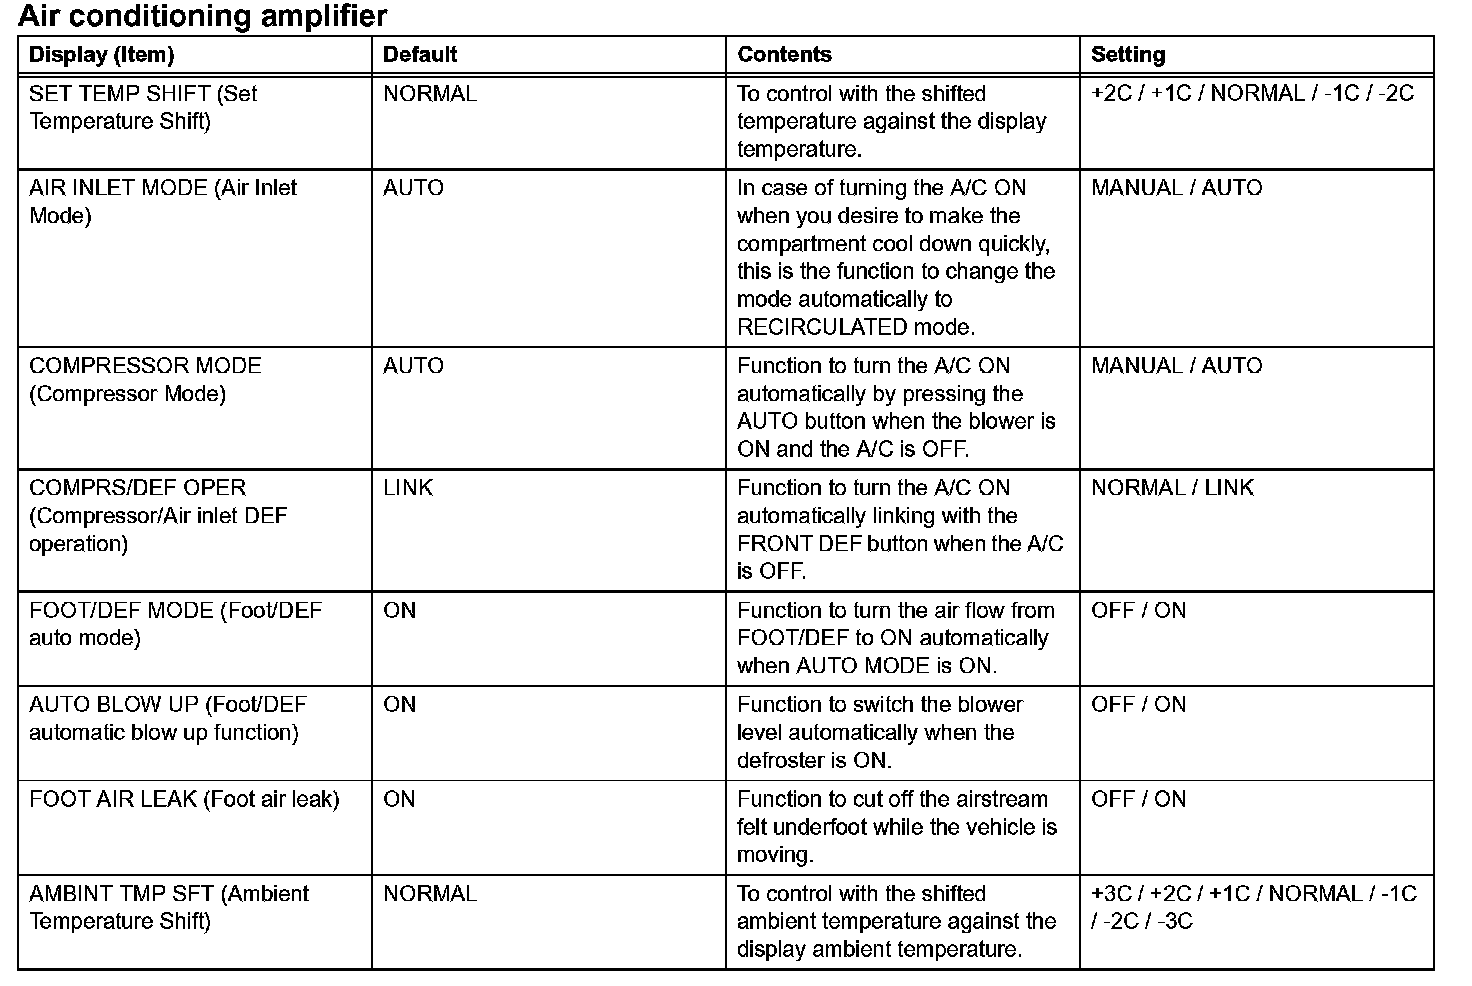 Air conditioning amplifier
Display (Item) Default Contents Setting
SET TEMP SHIFT (Set
Temperature Shift)
NORMAL
To control with the shifted
temperature against the display
temperature.
+2C / +1C / NORMAL / -1C / -2C
AIR INLET MODE (Air Inlet
Mode)
AUTO
In case of turning the A/C ON
when you desire to make the
compartment cool down quickly,
this is the function to change the
mode automatically to
RECIRCULATED mode.
MANUAL / AUTO
COMPRESSOR MODE
(Compressor Mode)
AUTO
Function to turn the A/C ON
automatically by pressing the
AUTO button when the blower is
ON and the A/C is OFF.
MANUAL / AUTO
COMPRS/DEF OPER
(Compressor/Air inlet DEF
operation)
LINK
Function to turn the A/C ON
automatically linking with the
FRONT DEF button when the A/C
is OFF.
NORMAL / LINK
FOOT/DEF MODE (Foot/DEF
auto mode)
ON
Function to turn the air flow from
FOOT/DEF to ON automatically
when AUTO MODE is ON.
OFF / ON
AUTO BLOW UP (Foot/DEF
automatic blow up function)
ON
Function to switch the blower
level automatically when the
defroster is ON.
OFF / ON
FOOT AIR LEAK (Foot air leak)
ON
Function to cut off the airstream
felt underfoot while the vehicle is
moving.
OFF / ON
AMBINT TMP SFT (Ambient
Temperature Shift)
NORMAL
To control with the shifted
ambient temperature against the
display ambient temperature.
+3C / +2C / +1C / NORMAL / -1C
/ -2C / -3C